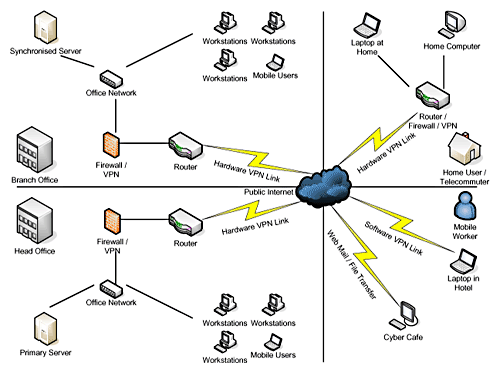 Synchronised Server
Workstations
Workstations
Workstations
Mobile Users
Office Network
Branch Office
Firewall /
VPN
Router
Hardware VPN Link
Laptop at
Home
Home Computer
Router /
Firewall / VPN
Hardware VPN Link
Home User /
Telecommuter
Public Internet
Head Office
Firewall /
VPN
Router
Hardware VPN Link
Office Network
Primary Server
Workstations
Workstations
Workstations
Mobile Users
Software VPN Link
Web Mail / File Transfer
Mobile
Worker
Laptop in
Hotel
Cyber Cafe